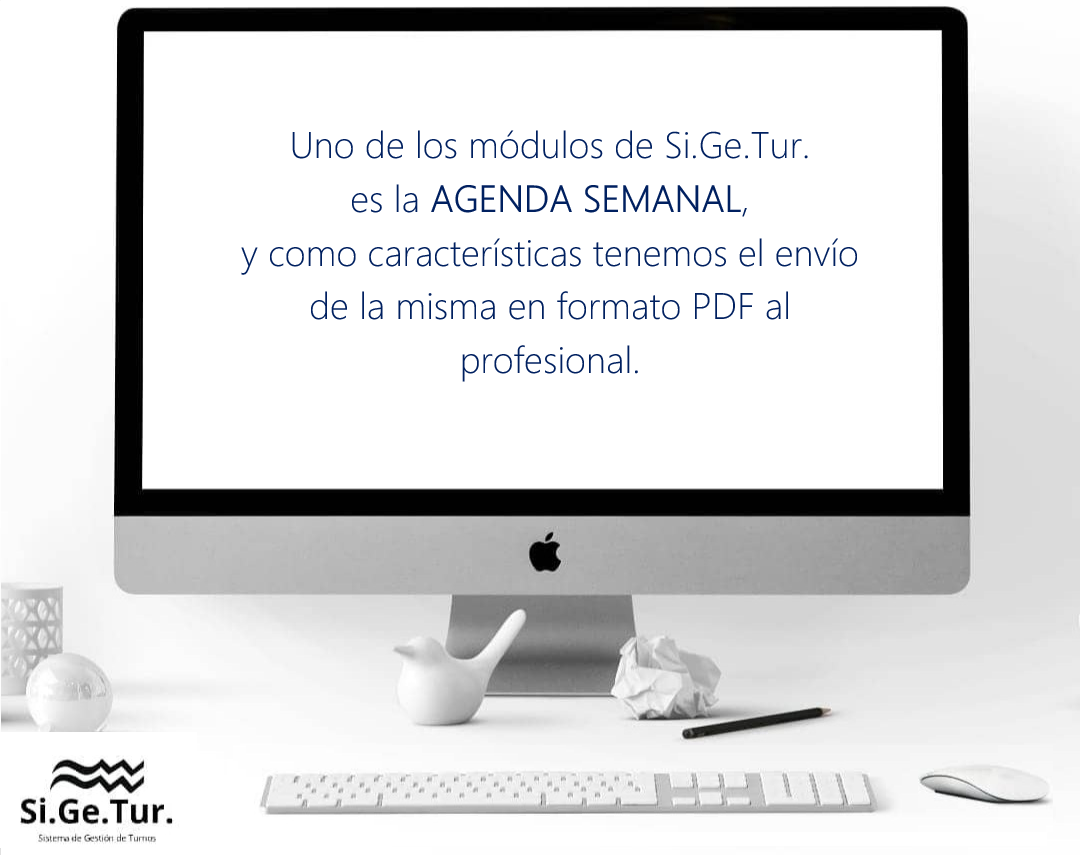 Uno de los módulos de Si.Ge.Tur.
es la AGENDA SEMANAL,
y como características tenemos el envío
de la misma en formato PDF al
profesional.
Si.Ge.Tur.
Sistema de Gestión de Turnos